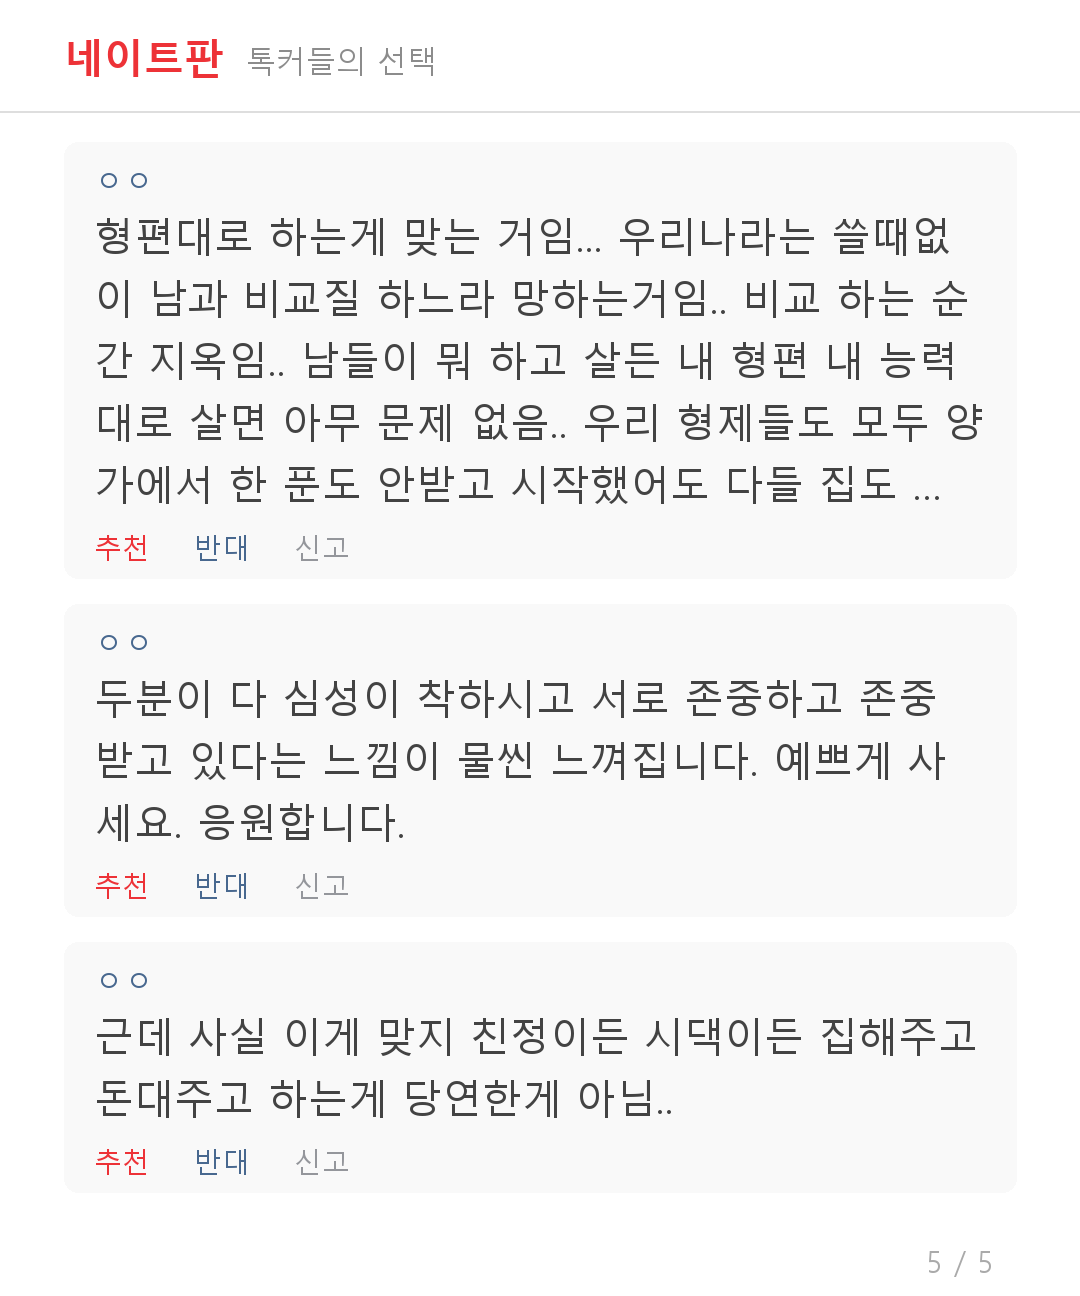 네이트판 톡커들의 선택
ㅇㅇ
형편대로 하는게 맞는 거임... 우리나라는 쓸때없
이 남과 비교질 하느라 망하는거임.. 비교 하는 순
간 지옥임.. 남들이 뭐 하고 살든 내 형편 내 능력
대로 살면 아무 문제 없음.. 우리 형제들도 모두 양
가에서 한 푼도 안받고 시작했어도 다들 집도 ...
추천 반대 신고
ㅇㅇ
두분이 다 심성이 착하시고 서로 존중하고 존중
받고 있다는 느낌이 물씬 느껴집니다. 예쁘게 사
세요. 응원합니다.
추천 반대 신고
ㅇㅇ
근데 사실 이게 맞지 친정이든 시댁이든 집해주고
돈대주고 하는게 당연한게 아님..
추천 반대 신고
5 / 5